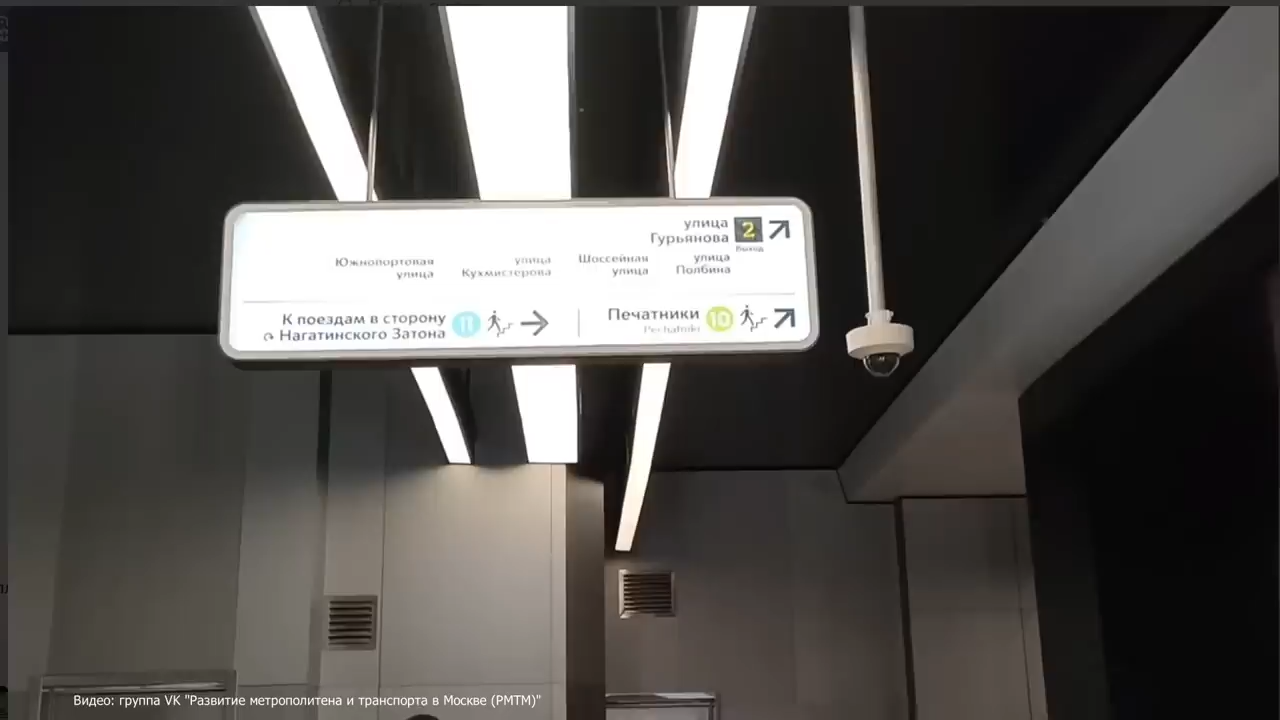 улица
Гурьянова 2
Выход
Южнопортовая
улица
улица
Кухмистерова
Шоссейная
улица
улица
Полбина
К поездам в сторону
Нагатинского Затона
11
Печатники 10
Pechatniki
Видео: группа VK "Развитие метрополитена и транспорта в Москве (РМТМ)"